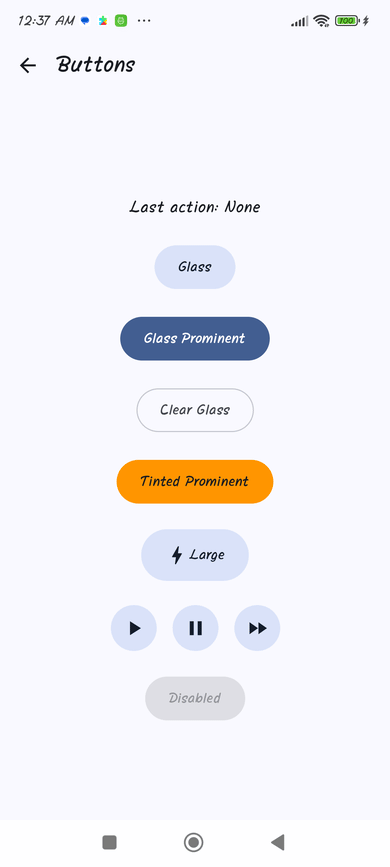 12:37 AM
100
Buttons
Last action: None
Glass
Glass Prominent
Clear Glass
Tinted Prominent
Large
Disabled